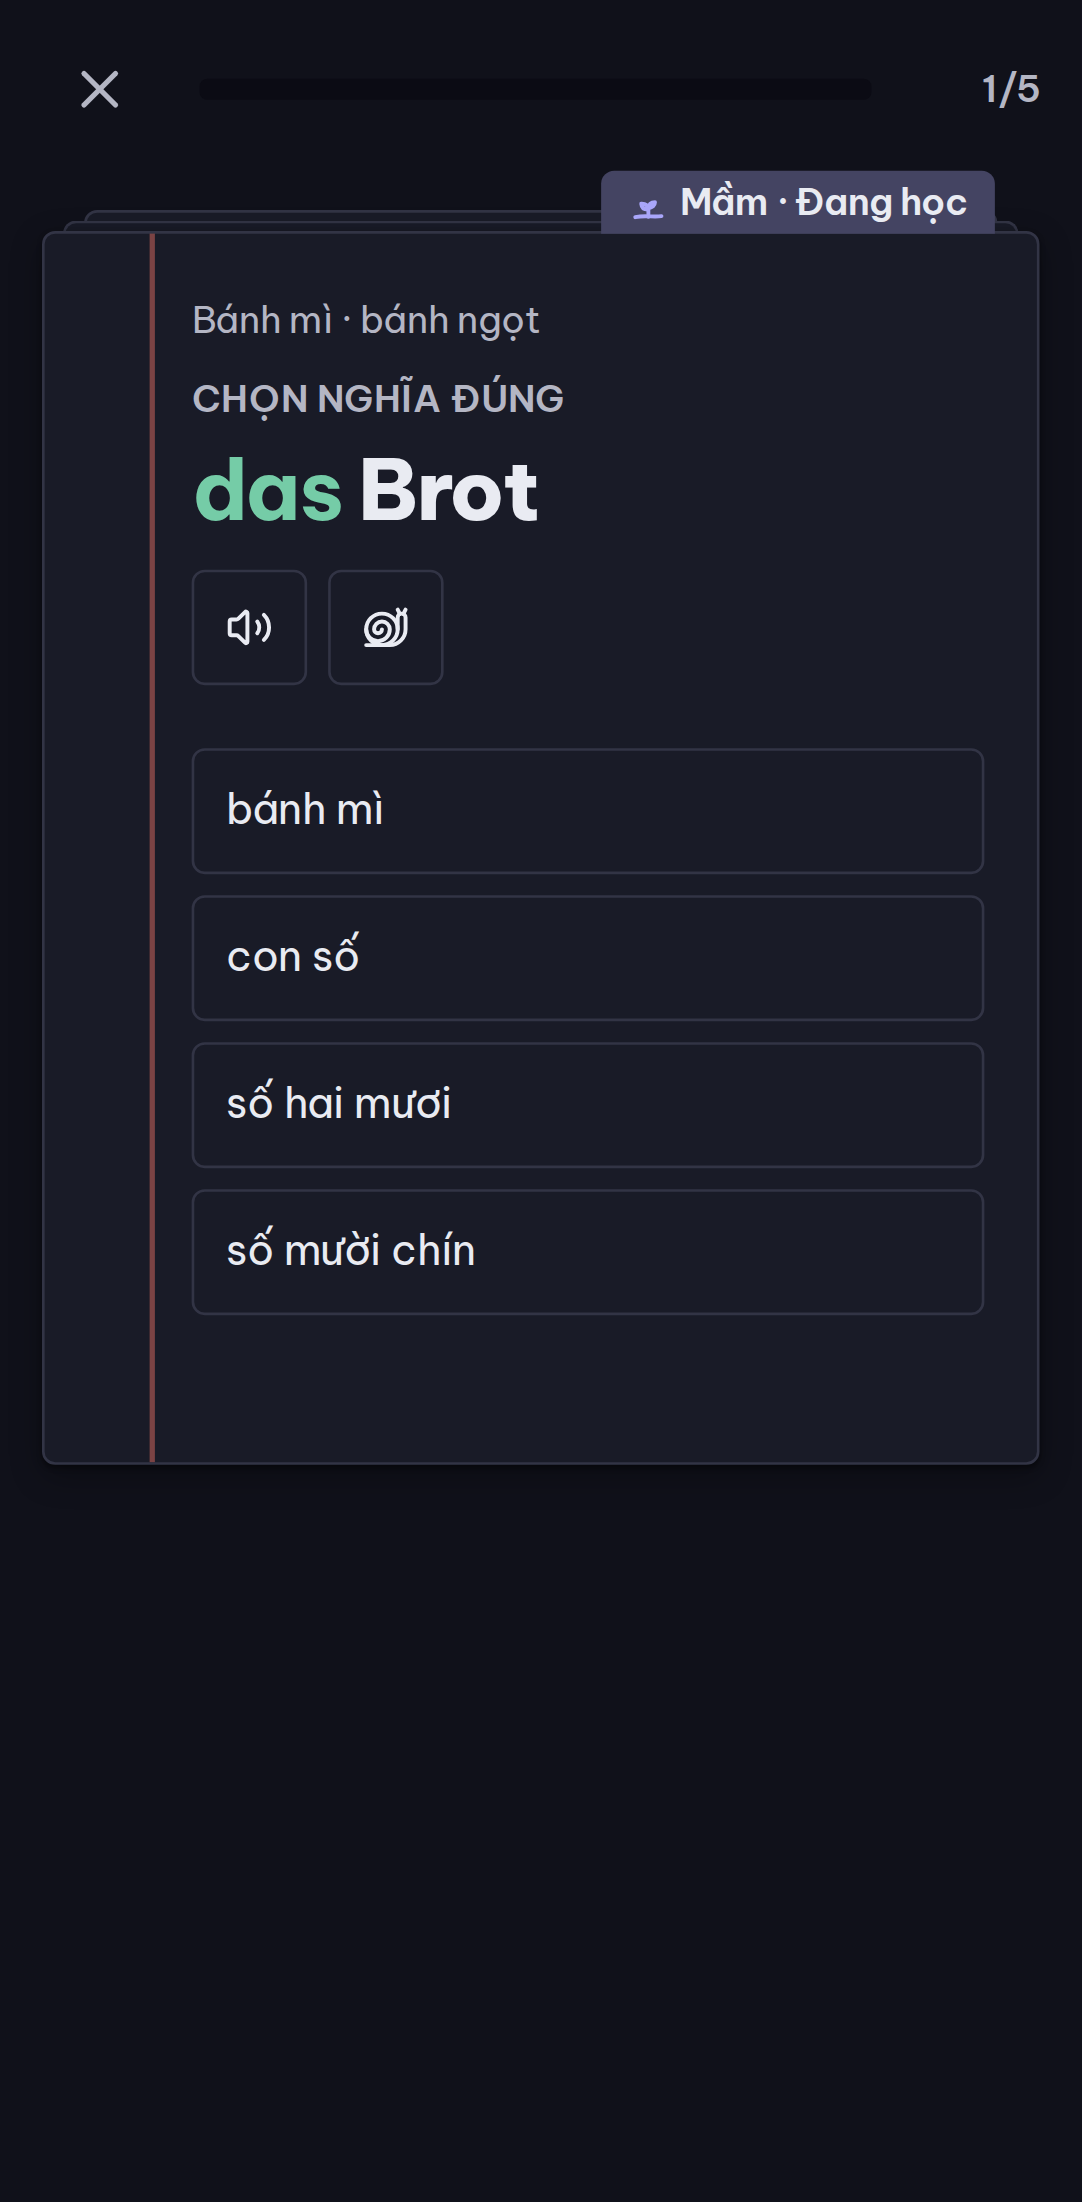 1/5
Mầm · Đang học
Bánh mì · bánh ngọt
CHỌN NGHĨA ĐÚNG
das Brot
bánh mì
con số
số hai mươi
số mười chín